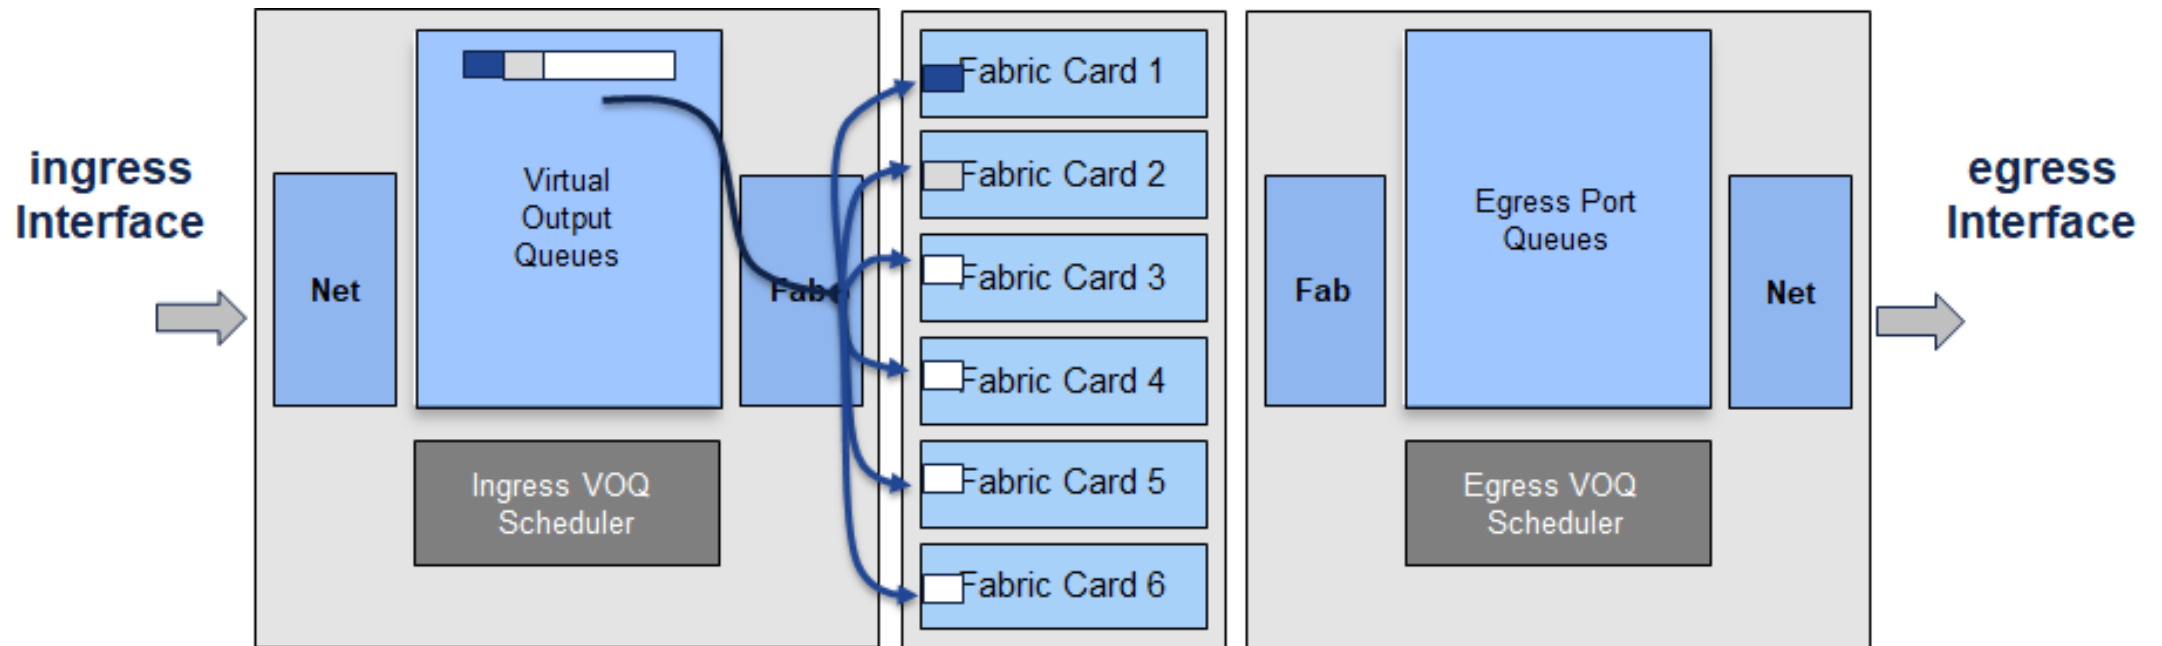 ingress
Interface
Net
Virtual
Output
Queues
Fab
Ingress VOQ
Scheduler
Fabric Card 1
Fabric Card 2
Fabric Card 3
Fabric Card 4
Fabric Card 5
Fabric Card 6
Fab
Egress Port
Queues
Net
Egress VOQ
Scheduler
egress
Interface